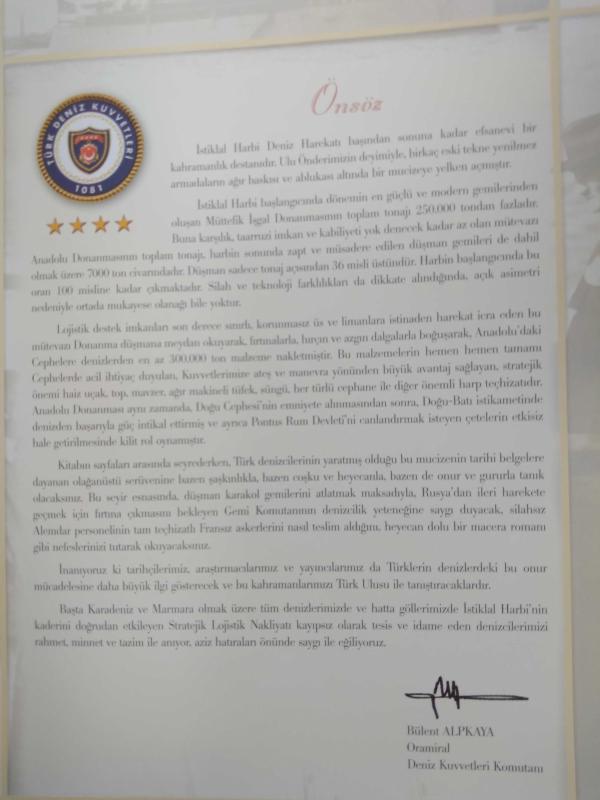 TÜRK DENİZ KUVVETLERİ
1081
Önsöz
İstiklal Harbi Deniz Harekatı başından sonuna kadar efsanevi bir
kahramanlık destanıdır. Ulu Önderimizin deyimiyle, birkaç eski tekne yenilmez
armadaların ağır baskısı ve ablukası altında bir mucizeye yelken açmıştır.
İstiklal Harbi başlangıcında dönemin en güçlü ve modern gemilerinden
oluşan Müttefik İşgal Donanmasının toplam tonajı 250.000 tondan fazladır.
Buna karşılık, taarruzi imkan ve kabiliyeti yok denecek kadar az olan mütevazi
Anadolu Donanmasının toplam tonajı, harbin sonunda zapt ve müsadere edilen düşman gemileri de dahil
olmak üzere 7000 ton civarındadır. Düşman sadece tonaj açısından 36 misli üstündür. Harbin başlangıcında bu
oran 100 misline kadar çıkmaktadır. Silah ve teknoloji farklılıkları da dikkate alındığında, açık asimetri
nedeniyle ortada mukayese olanağı bile yoktur.
Lojistik destek imkanları son derece sınırlı, korunmasız üs ve limanlara istinaden harekat icra eden bu
mütevazı Donanma düşmana meydan okuyarak, fırtınalarla, hırçın ve azgın dalgalarla boğuşarak, Anadolu'daki
Cephelere denizlerden en az 300.000 ton malzeme nakletmiştir. Bu malzemelerin hemen hemen tamamı
Cephelerde acil ihtiyaç duyulan, Kuvvetlerimize ateş ve manevra yönünden büyük avantaj sağlayan, stratejik
önemi haiz uçak, top, mavzer, ağır makineli tüfek, süngü, her türlü cephane ile diğer önemli harp teçhizatıdır.
Anadolu Donanması aynı zamanda, Doğu Cephesi'nin emniyete alınmasından sonra, Doğu-Batı istikametinde
denizden başarıyla güç intikal ettirmiş ve ayrıca Pontus Rum Devleti'ni canlandırmak isteyen çetelerin etkisiz
hale getirilmesinde kilit rol oynamıştır.
Kitabın sayfaları arasında seyrederken, Türk denizcilerinin yaratmış olduğu bu mucizenin tarihi belgelere
dayanan olağanüstü serüvenine bazen şaşkınlıkla, bazen coşku ve heyecanla, bazen de onur ve gururla tanık
olacaksınız. Bu seyir esnasında, düşman karakol gemilerini atlatmak maksadıyla, Rusya'dan ileri harekete
geçmek için fırtına çıkmasını bekleyen Gemi Komutanının denizcilik yeteneğine saygı duyacak, silahsız
Alemdar personelinin tam teçhizatlı Fransız askerlerini nasıl teslim aldığını, heyecan dolu bir macera romanı
gibi nefeslerinizi tutarak okuyacaksınız.
İnanıyoruz ki tarihçilerimiz, araştırmacılarımız ve yayıncılarımız da Türklerin denizlerdeki bu onur
mücadelesine daha büyük ilgi gösterecek ve bu kahramanlarımızı Türk Ulusu ile tanıştıracaklardır.
Başta Karadeniz ve Marmara olmak üzere tüm denizlerimizde ve hatta göllerimizde İstiklal Harbi'nin
kaderini doğrudan etkileyen Stratejik Lojistik Nakliyatı kayıpsız olarak tesis ve idame eden denizcilerimizi
rahmet, minnet ve tazim ile anıyor, aziz hatıraları önünde saygı ile eğiliyoruz.
Bülent ALPKAYA
Oramiral
Deniz Kuvvetleri Komutanı